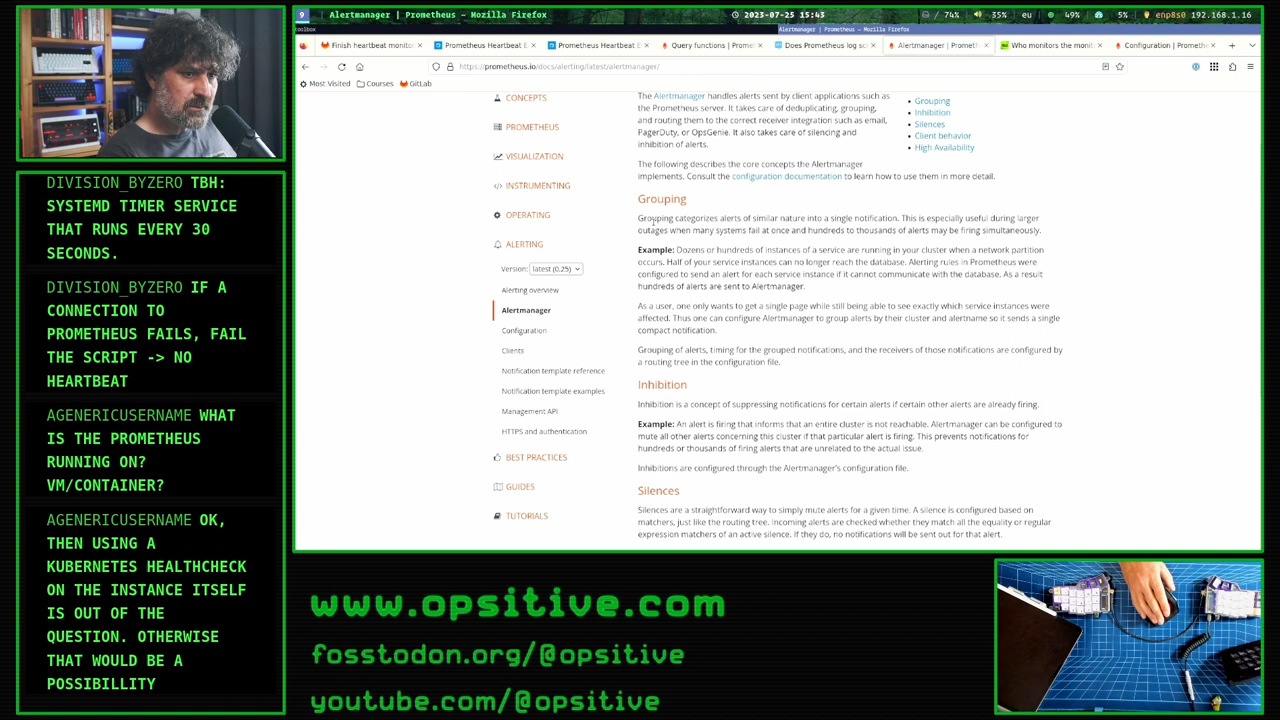 9
Alertmanager | Prometheus — Mozilla Firefox
2023-07-25 15:43
/ 74%
35%
eu
49%
5%
enp8s0 192.168.1.16
toolbox
Alertmanager | Prometheus — Mozilla Firefox
Finish heartbeat monitor
Prometheus Heartbeat E
Prometheus Heartbeat E
Query functions | Prome
Does Prometheus log sc
Alertmanager | Prometh
Who monitors the monit
Configuration | Prometh
https://prometheus.io/docs/alerting/latest/alertmanager/
Most Visited
Courses
GitLab
CONCEPTS
PROMETHEUS
VISUALIZATION
INSTRUMENTING
OPERATING
ALERTING
Version: latest (0.25)
Alerting overview
Alertmanager
Configuration
Clients
Notification template reference
Notification template examples
Management API
HTTPS and authentication
BEST PRACTICES
GUIDES
TUTORIALS
The Alertmanager handles alerts sent by client applications such as
the Prometheus server. It takes care of deduplicating, grouping,
and routing them to the correct receiver integration such as email,
PagerDuty, or OpsGenie. It also takes care of silencing and
inhibition of alerts.
Grouping
Inhibition
Silences
Client behavior
High Availability
The following describes the core concepts the Alertmanager
implements. Consult the configuration documentation to learn how to use them in more detail.
Grouping
Grouping categorizes alerts of similar nature into a single notification. This is especially useful during larger
outages when many systems fail at once and hundreds to thousands of alerts may be firing simultaneously.
Example: Dozens or hundreds of instances of a service are running in your cluster when a network partition
occurs. Half of your service instances can no longer reach the database. Alerting rules in Prometheus were
configured to send an alert for each service instance if it cannot communicate with the database. As a result
hundreds of alerts are sent to Alertmanager.
As a user, one only wants to get a single page while still being able to see exactly which service instances were
affected. Thus one can configure Alertmanager to group alerts by their cluster and alertname so it sends a single
compact notification.
Grouping of alerts, timing for the grouped notifications, and the receivers of those notifications are configured by
a routing tree in the configuration file.
Inhibition
Inhibition is a concept of suppressing notifications for certain alerts if certain other alerts are already firing.
Example: An alert is firing that informs that an entire cluster is not reachable. Alertmanager can be configured to
mute all other alerts concerning this cluster if that particular alert is firing. This prevents notifications for
hundreds or thousands of firing alerts that are unrelated to the actual issue.
Inhibitions are configured through the Alertmanager's configuration file.
Silences
Silences are a straightforward way to simply mute alerts for a given time. A silence is configured based on
matchers, just like the routing tree. Incoming alerts are checked whether they match all the equality or regular
expression matchers of an active silence. If they do, no notifications will be sent out for that alert.
DIVISION_BYZERO TBH:
SYSTEMD TIMER SERVICE
THAT RUNS EVERY 30
SECONDS.
DIVISION_BYZERO IF A
CONNECTION TO
PROMETHEUS FAILS, FAIL
THE SCRIPT -> NO
HEARTBEAT
AGENERICUSERNAME WHAT
IS THE PROMETHEUS
RUNNING ON?
VM/CONTAINER?
AGENERICUSERNAME OK,
THEN USING A
KUBERNETES HEALTHCHECK
ON THE INSTANCE ITSELF
IS OUT OF THE
QUESTION. OTHERWISE
THAT WOULD BE A
POSSIBILLITY
www.opsitive.com
fosstodon.org/@opsitive
youtube.com/@opsitive